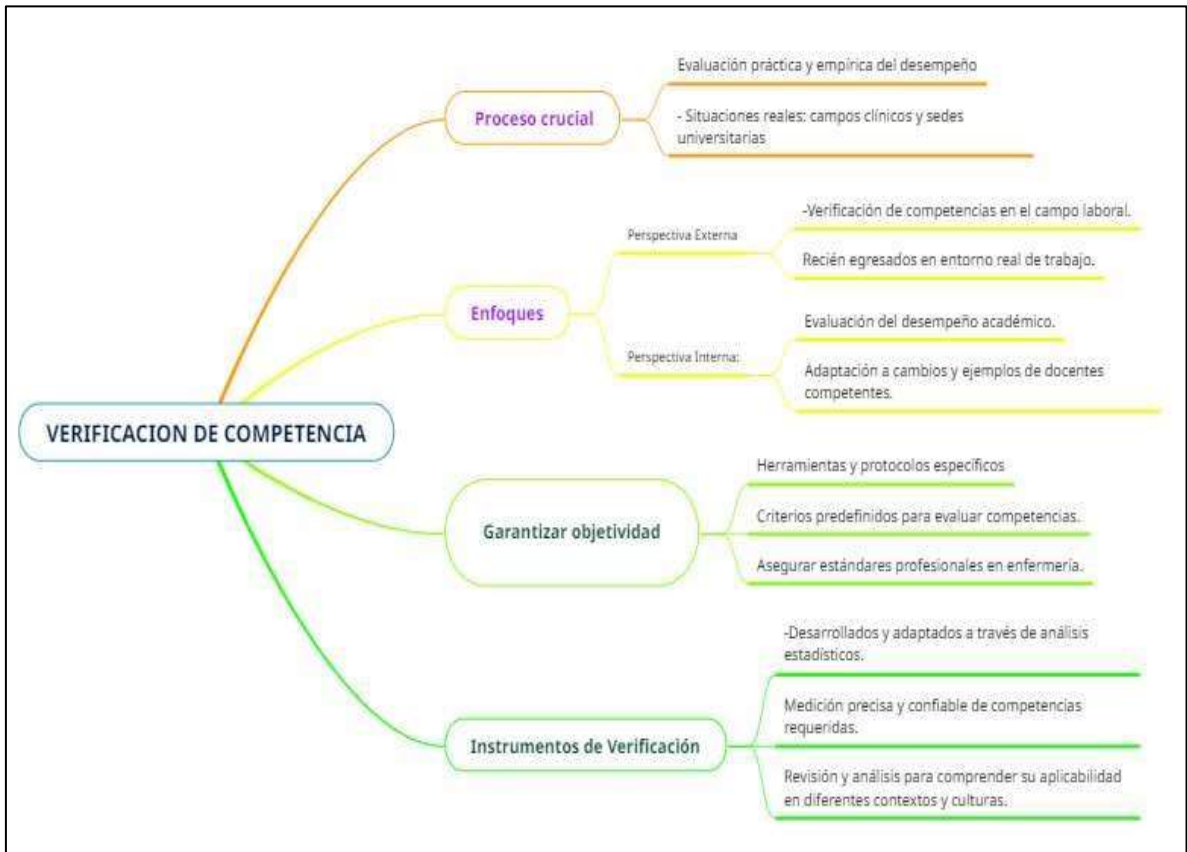 VERIFICACION DE COMPETENCIA
Proceso crucial
Evaluación práctica y empírica del desempeño
- Situaciones reales: campos clínicos y sedes
universitarias
Enfoques
Perspectiva Externa
-Verificación de competencias en el campo laboral.
Recién egresados en entorno real de trabajo.
Perspectiva Interna:
Evaluación del desempeño académico.
Adaptación a cambios y ejemplos de docentes
competentes.
Garantizar objetividad
Herramientas y protocolos específicos
Criterios predefinidos para evaluar competencias.
Asegurar estándares profesionales en enfermería.
Instrumentos de Verificación
-Desarrollados y adaptados a través de análisis
estadísticos.
Medición precisa y confiable de competencias
requeridas.
Revisión y análisis para comprender su aplicabilidad
en diferentes contextos y culturas.